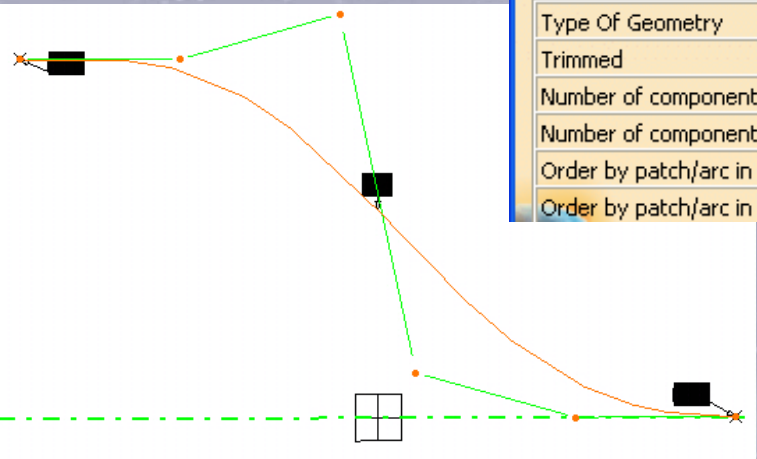 Type Of Geometry
Trimmed
Number of component
Number of component
Order by patch/arc in
Order by patch/arc in